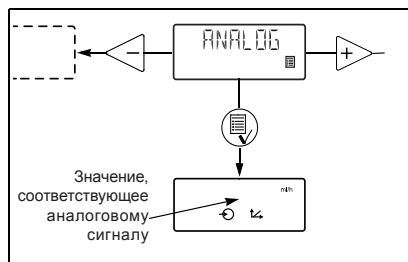 ANALOG
Значение,
соответствующее
аналоговому
сигналу
ml/h